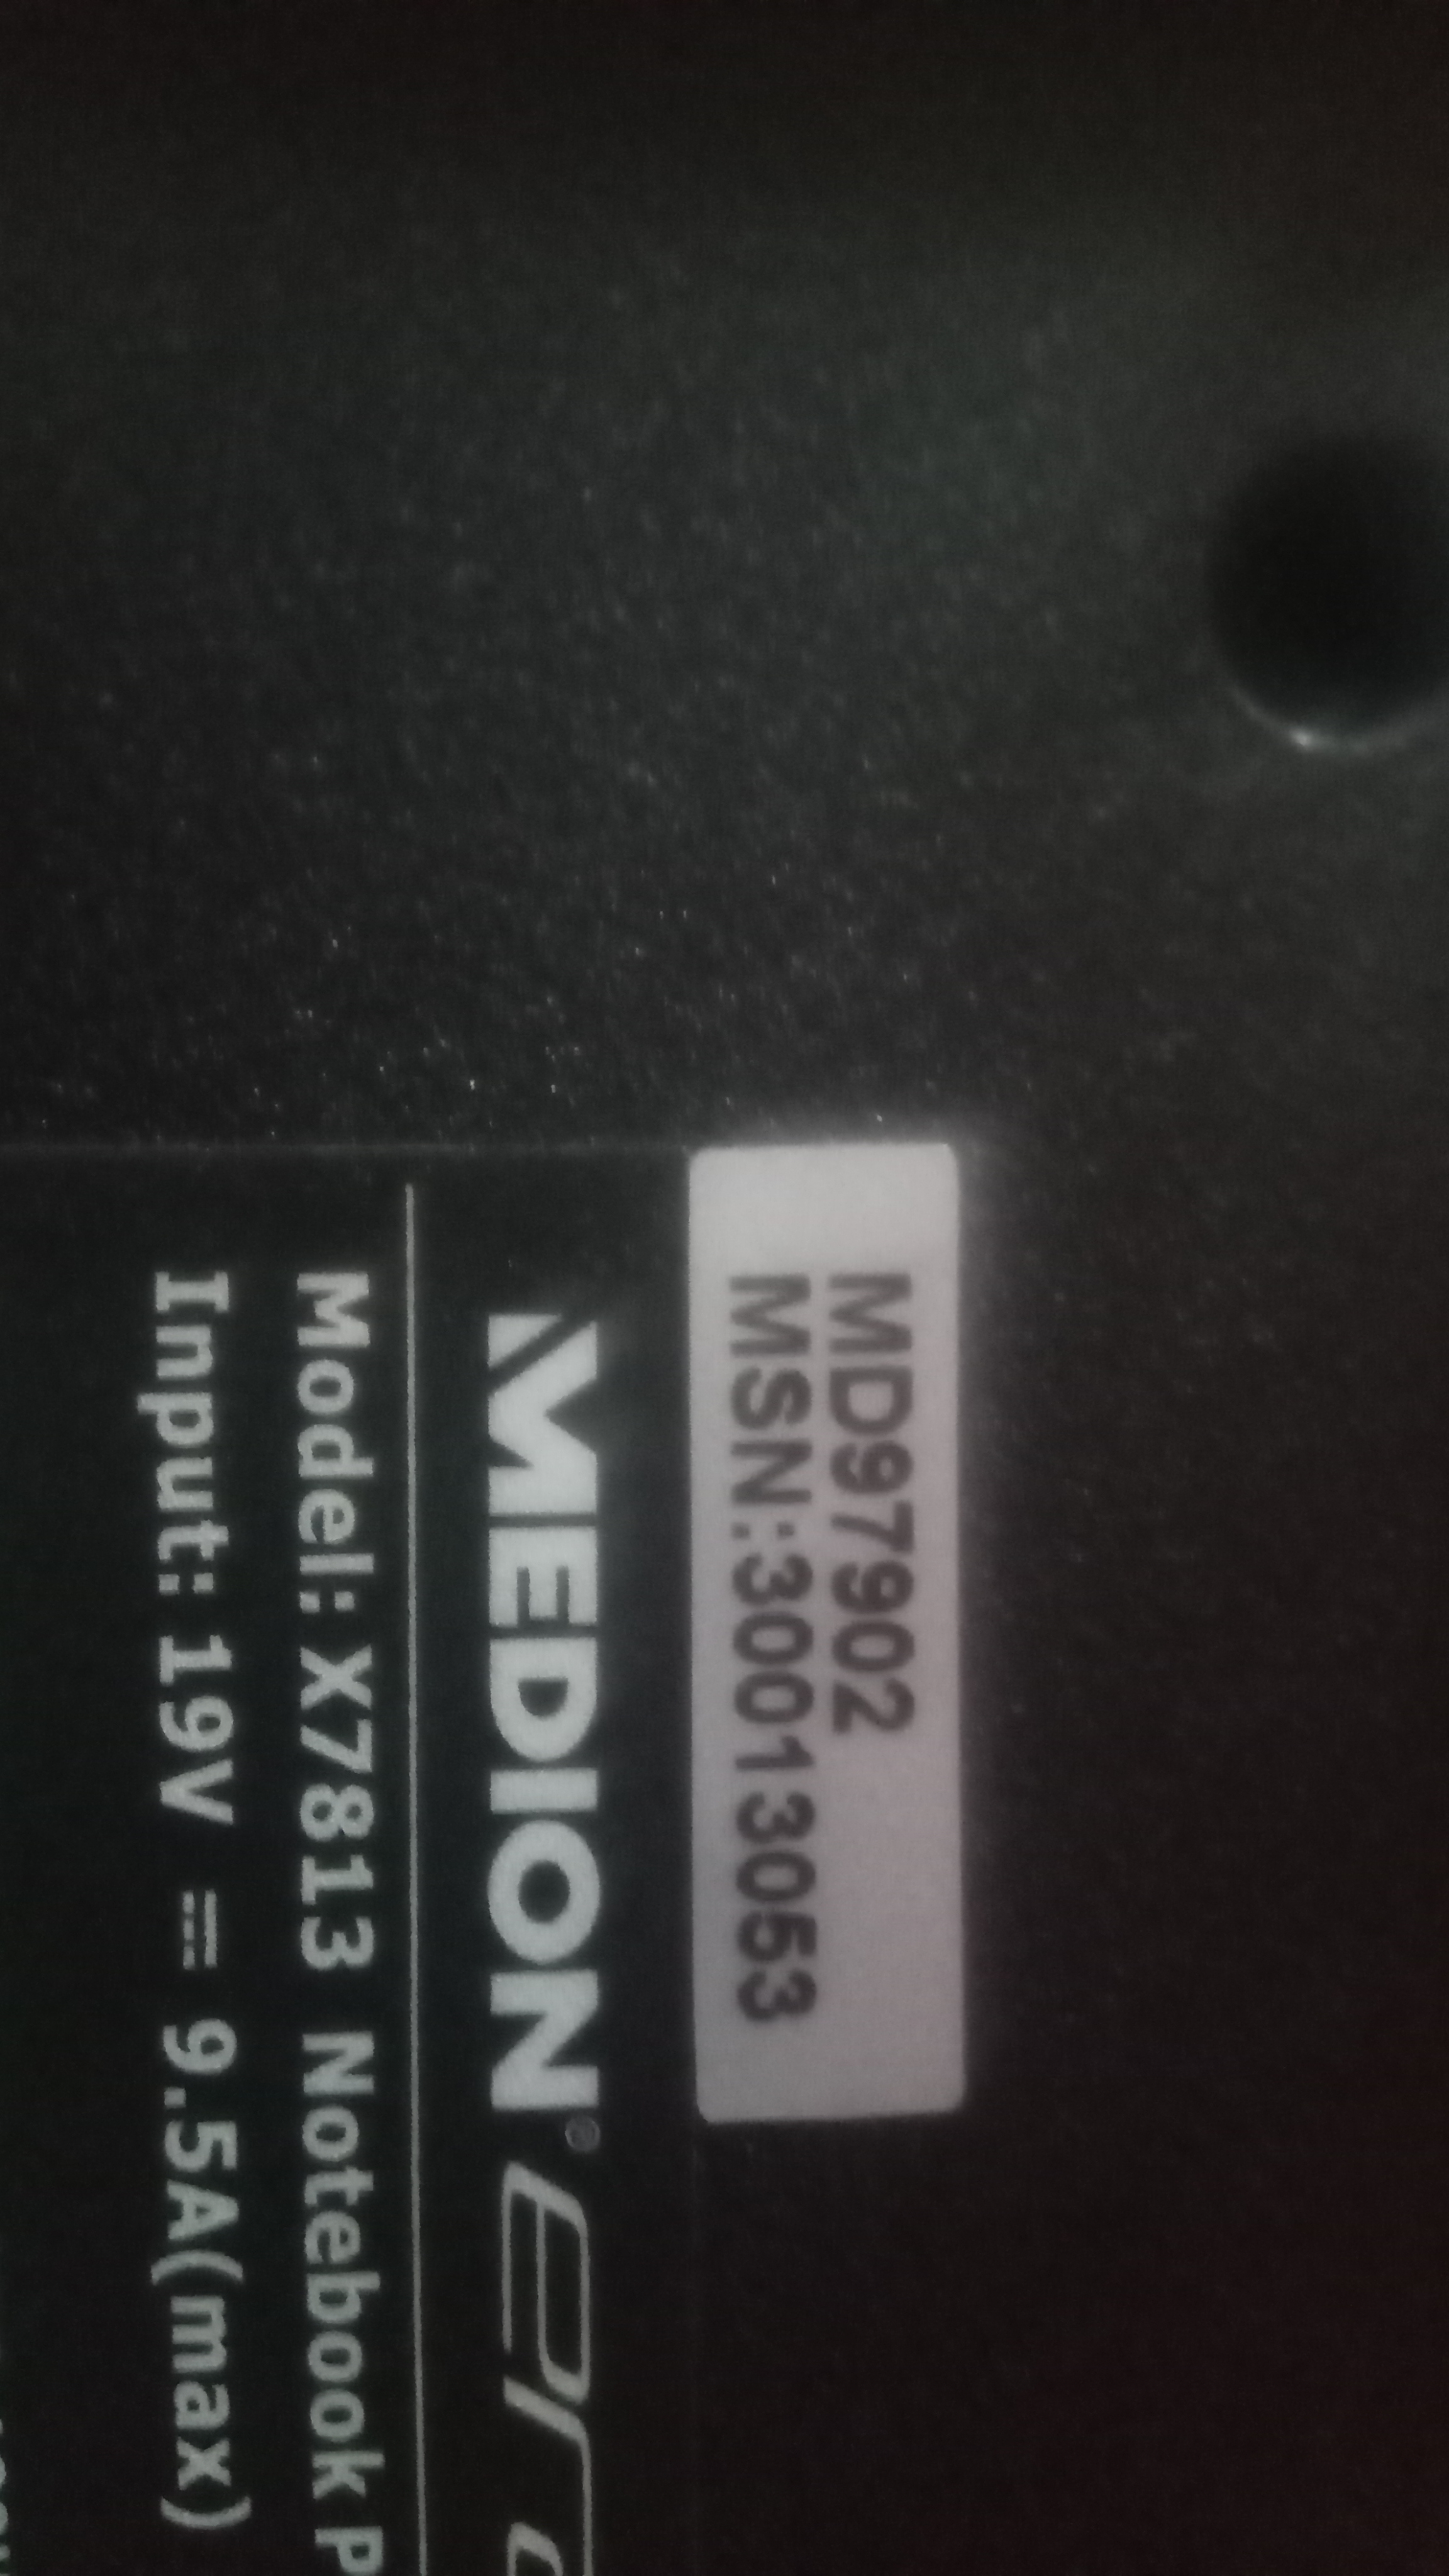 MD97902
MSN:30013053
MEDION®
Model: X7813 Notebook P
Input: 19V ⎓ 9.5A(max)